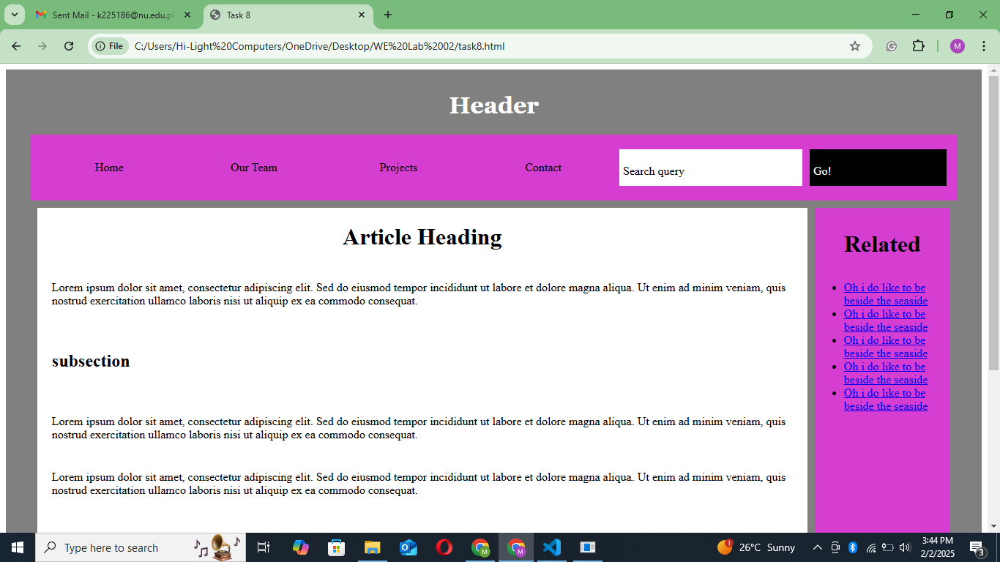 Sent Mail - k225186@nu.edu.p
Task 8
File
C:/Users/Hi-Light%20Computers/OneDrive/Desktop/WE%20Lab%2002/task8.html
M
Header
Home
Our Team
Projects
Contact
Search query
Go!
Article Heading
Lorem ipsum dolor sit amet, consectetur adipiscing elit. Sed do eiusmod tempor incididunt ut labore et dolore magna aliqua. Ut enim ad minim veniam, quis
nostrud exercitation ullamco laboris nisi ut aliquip ex ea commodo consequat.
subsection
Lorem ipsum dolor sit amet, consectetur adipiscing elit. Sed do eiusmod tempor incididunt ut labore et dolore magna aliqua. Ut enim ad minim veniam, quis
nostrud exercitation ullamco laboris nisi ut aliquip ex ea commodo consequat.
Lorem ipsum dolor sit amet, consectetur adipiscing elit. Sed do eiusmod tempor incididunt ut labore et dolore magna aliqua. Ut enim ad minim veniam, quis
nostrud exercitation ullamco laboris nisi ut aliquip ex ea commodo consequat.
Related
Oh i do like to be
beside the seaside
Oh i do like to be
beside the seaside
Oh i do like to be
beside the seaside
Oh i do like to be
beside the seaside
Oh i do like to be
beside the seaside
Type here to search
M
M
1
26°C Sunny
3:44 PM
2/2/2025
3